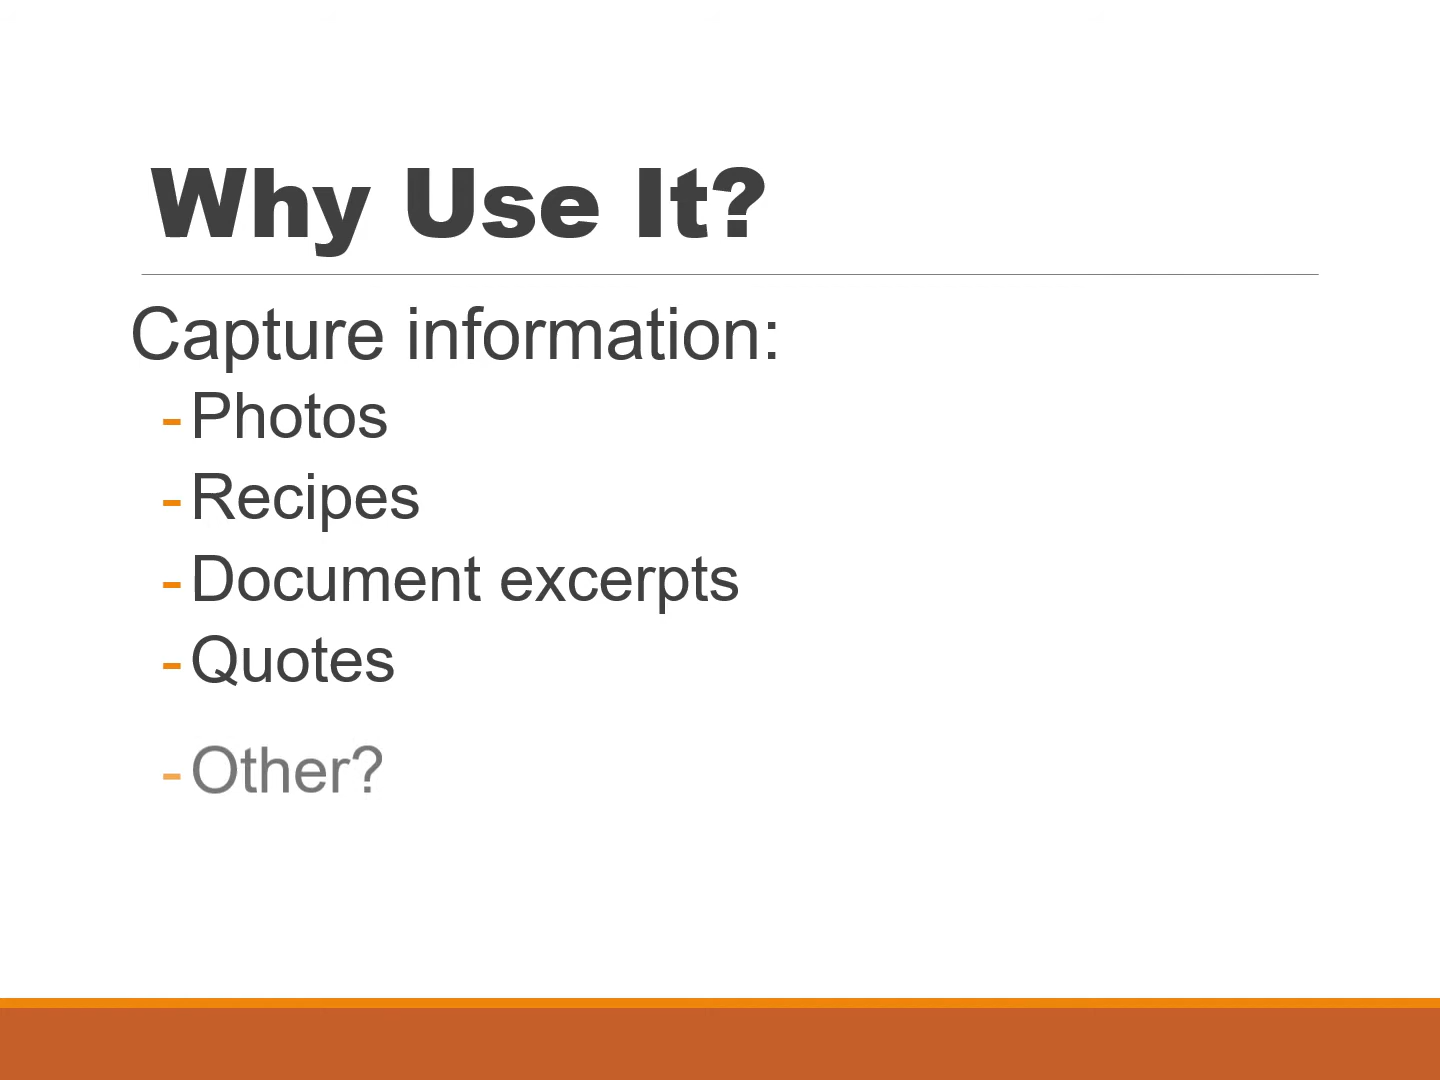 Why Use It?
Capture information:
- Photos
- Recipes
- Document excerpts
- Quotes
- Other?